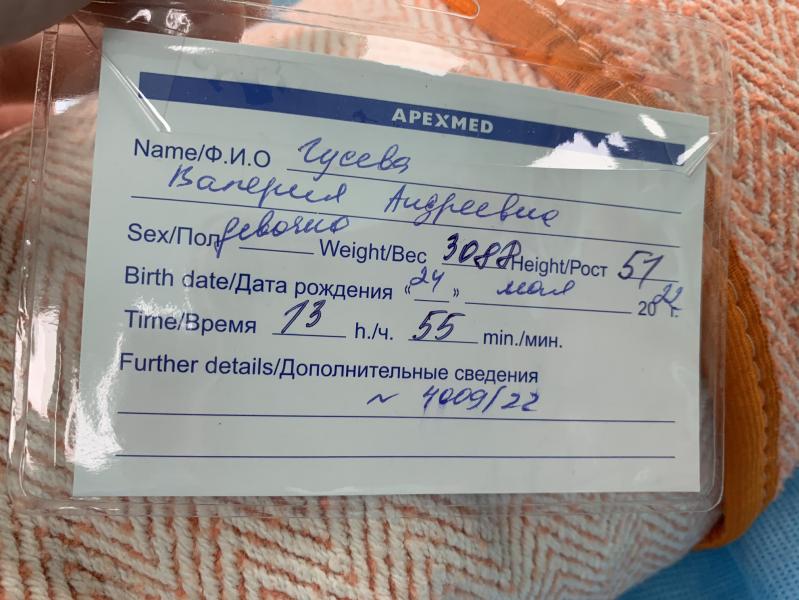 APEXMED
Name/Ф.И.О Гусева
Валерия Андреевна
Sex/Пол девочка Weight/Вес 3088 Height/Рост 51
Birth date/Дата рождения "24" мая 2022 г.
Time/Время 13 h./ч. 55 min./мин.
Further details/Дополнительные сведения
~ 4009/22